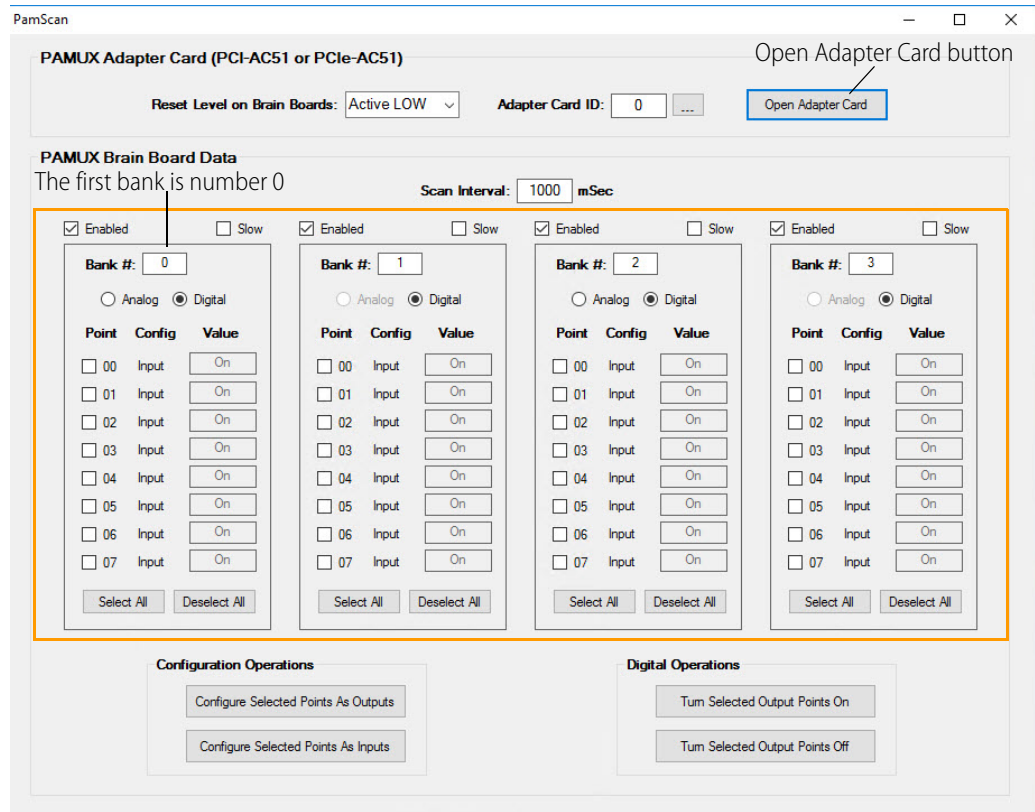 PamScan
PAMUX Adapter Card (PCI-AC51 or PCIe-AC51)
Open Adapter Card button
Reset Level on Brain Boards: Active LOW Adapter Card ID: 0 ... Open Adapter Card
PAMUX Brain Board Data
The first bank is number 0
Scan Interval: 1000 mSec
Enabled Slow Enabled Slow Enabled Slow Enabled Slow
Bank #: 0 Bank #: 1 Bank #: 2 Bank #: 3
Analog Digital Analog Digital Analog Digital Analog Digital
Point Config Value Point Config Value Point Config Value Point Config Value
00 Input On 00 Input On 00 Input On 00 Input On
01 Input On 01 Input On 01 Input On 01 Input On
02 Input On 02 Input On 02 Input On 02 Input On
03 Input On 03 Input On 03 Input On 03 Input On
04 Input On 04 Input On 04 Input On 04 Input On
05 Input On 05 Input On 05 Input On 05 Input On
06 Input On 06 Input On 06 Input On 06 Input On
07 Input On 07 Input On 07 Input On 07 Input On
Select All Deselect All Select All Deselect All Select All Deselect All Select All Deselect All
Configuration Operations Digital Operations
Configure Selected Points As Outputs Turn Selected Output Points On
Configure Selected Points As Inputs Turn Selected Output Points Off